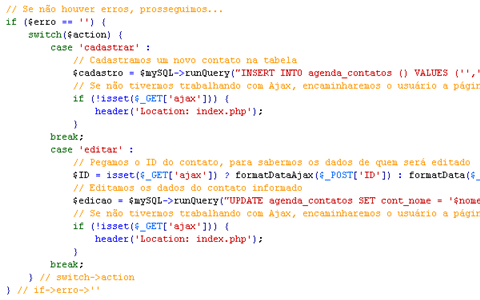 // Se não houver erros, prosseguimos...
if ($erro == '') {
switch($action) {
case 'cadastrar' :
// Cadastramos um novo contato na tabela
$cadastro = $mySQL->runQuery("INSERT INTO agenda_contatos () VALUES ('','
// Se não tivermos trabalhando com Ajax, encaminharemos o usuário a págin
if (!isset($_GET['ajax'])) {
header('Location: index.php');
}
break;
case 'editar' :
// Pegamos o ID do contato, para sabermos os dados de quem será editado
$ID = isset($_GET['ajax']) ? formatDataAjax($_POST['ID']) : formatData($_
// Editamos os dados do contato informado
$edicao = $mySQL->runQuery("UPDATE agenda_contatos SET cont_nome = '$nome
// Se não tivermos trabalhando com Ajax, encaminharemos o usuário a págin
if (!isset($_GET['ajax'])) {
header('Location: index.php');
}
break;
} // switch->action
} // if->erro->''